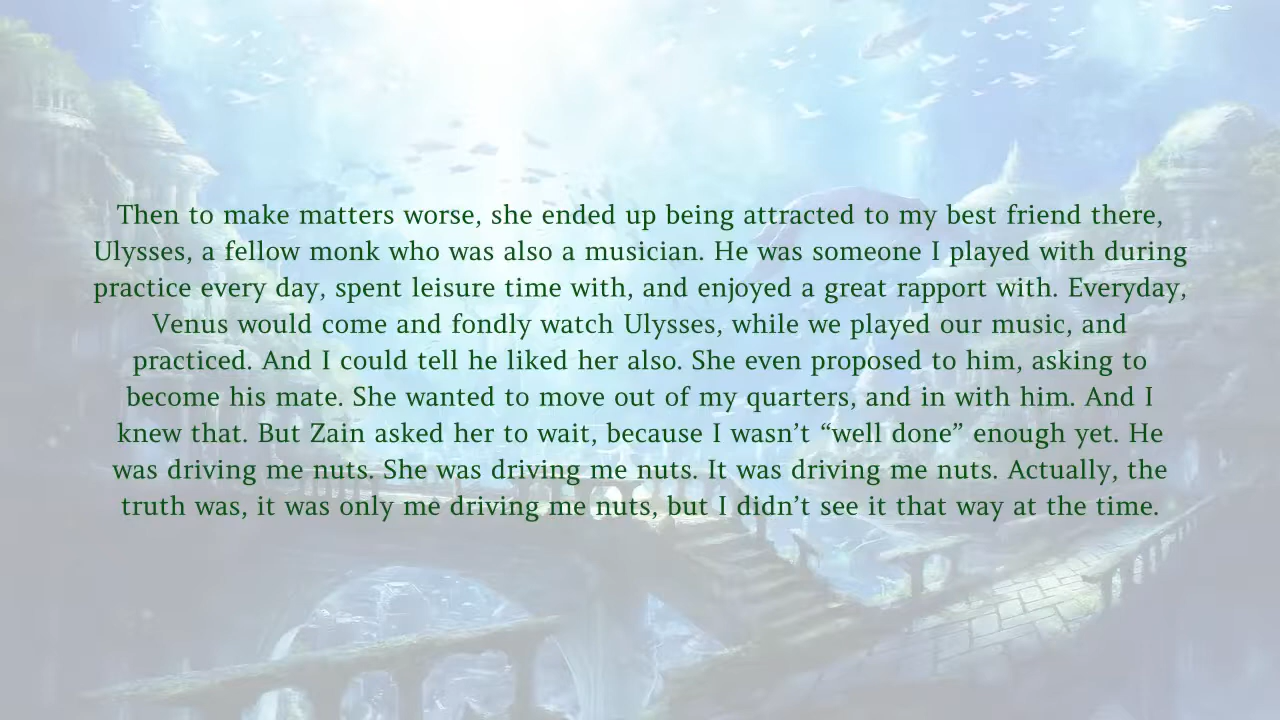 Then to make matters worse, she ended up being attracted to my best friend there,
Ulysses, a fellow monk who was also a musician. He was someone I played with during
practice every day, spent leisure time with, and enjoyed a great rapport with. Everyday,
Venus would come and fondly watch Ulysses, while we played our music, and
practiced. And I could tell he liked her also. She even proposed to him, asking to
become his mate. She wanted to move out of my quarters, and in with him. And I
knew that. But Zain asked her to wait, because I wasn’t “well done” enough yet. He
was driving me nuts. She was driving me nuts. It was driving me nuts. Actually, the
truth was, it was only me driving me nuts, but I didn’t see it that way at the time.